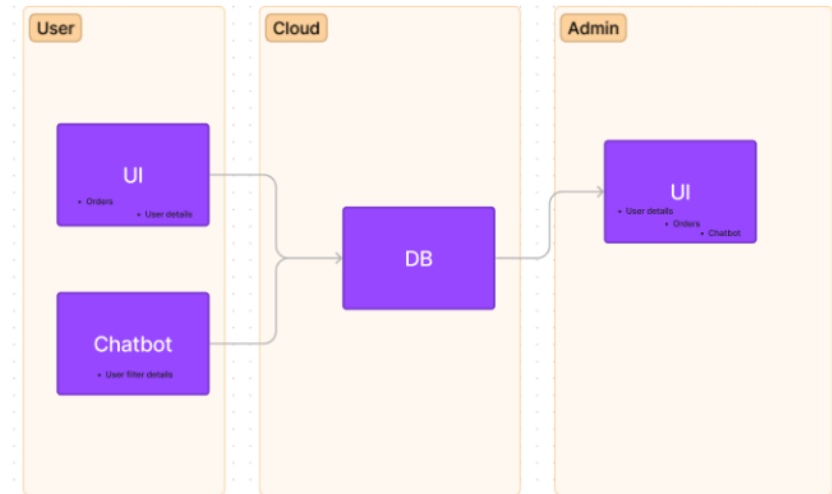 User
Cloud
Admin
UI
• Orders
• User details
Chatbot
• User filter details
DB
UI
• User details
• Orders
• Chatbot